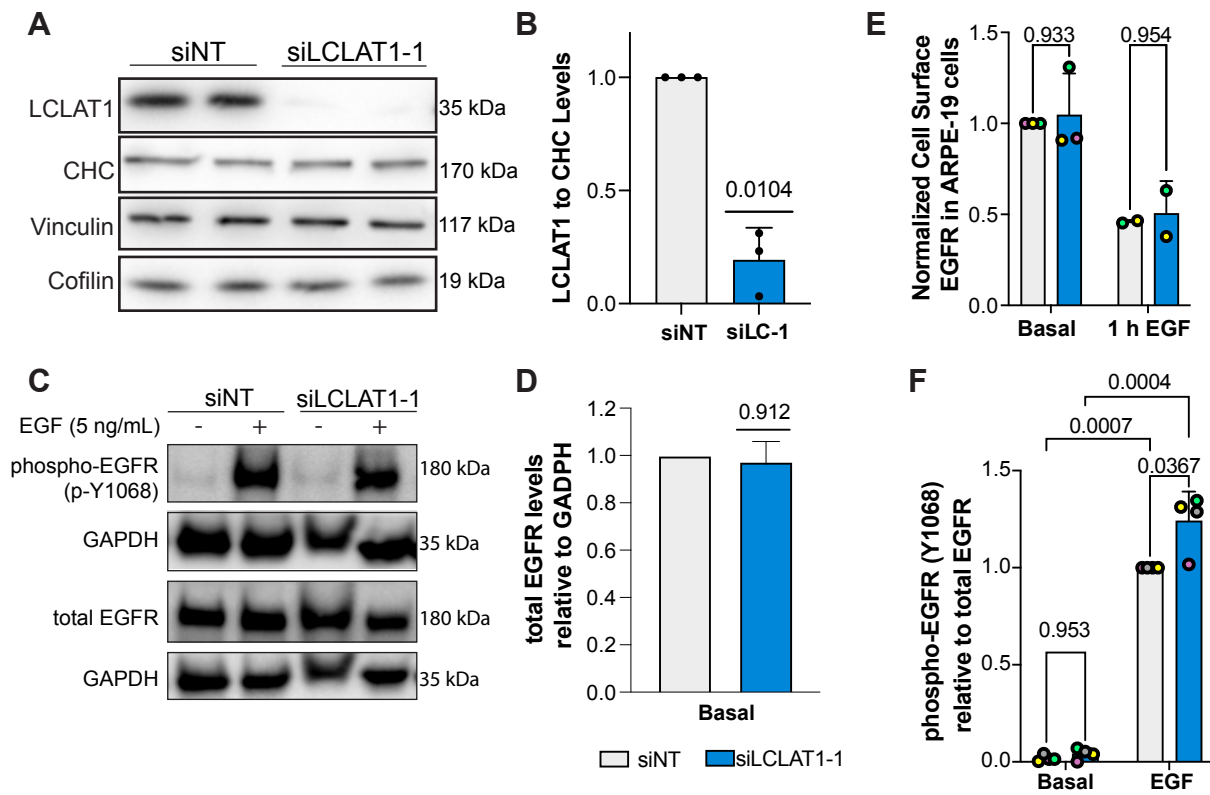 A
siNT
siLCLAT1-1
LCLAT1
35 kDa
CHC
170 kDa
Vinculin
117 kDa
Cofilin
19 kDa
B
LCLAT1 to CHC Levels
1.0
0.5
0.0
0.0104
siNT
siLC-1
C
siNT
siLCLAT1-1
EGF (5 ng/mL)
-
+
-
+
phospho-EGFR
(p-Y1068)
180 kDa
GAPDH
35 kDa
total EGFR
180 kDa
GAPDH
35 kDa
D
total EGFR levels
relative to GADPH
1.2
1.0
0.8
0.6
0.4
0.2
0.0
0.912
Basal
siNT
siLCLAT1-1
E
Normalized Cell Surface
EGFR in ARPE-19 cells
1.5
1.0
0.5
0.0
0.933
0.954
Basal
1 h EGF
F
phospho-EGFR (Y1068)
relative to total EGFR
1.5
1.0
0.5
0.0
0.0004
0.0007
0.0367
0.953
Basal
EGF